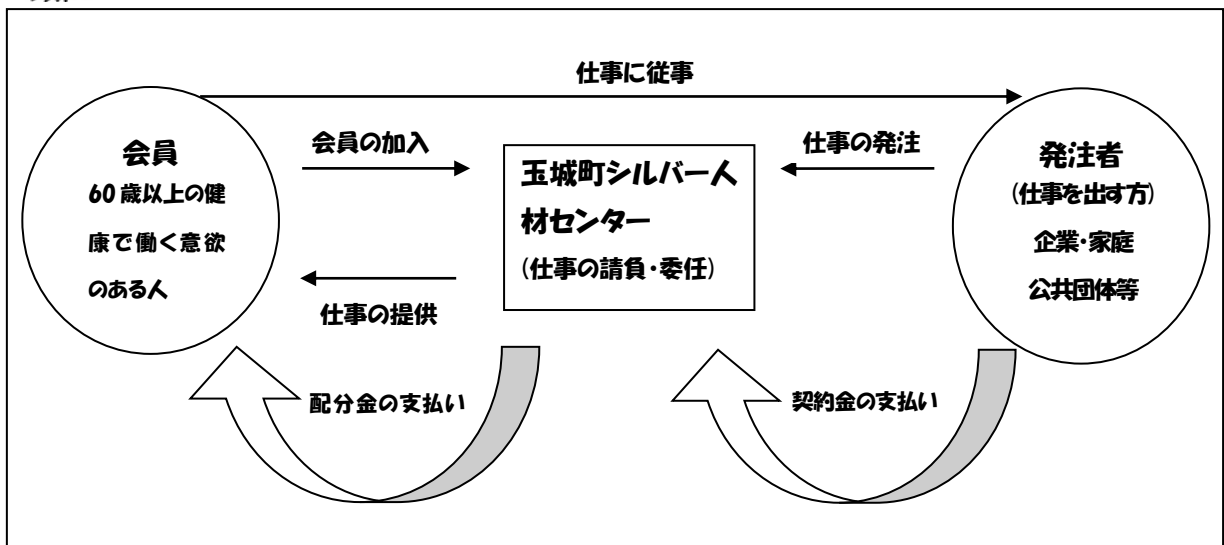 仕事に従事
会員
60歳以上の健
康で働く意欲
のある人
会員の加入
仕事の提供
玉城町シルバー人
材センター
(仕事の請負・委任)
仕事の発注
発注者
(仕事を出す方)
企業・家庭
公共団体等
配分金の支払い
契約金の支払い